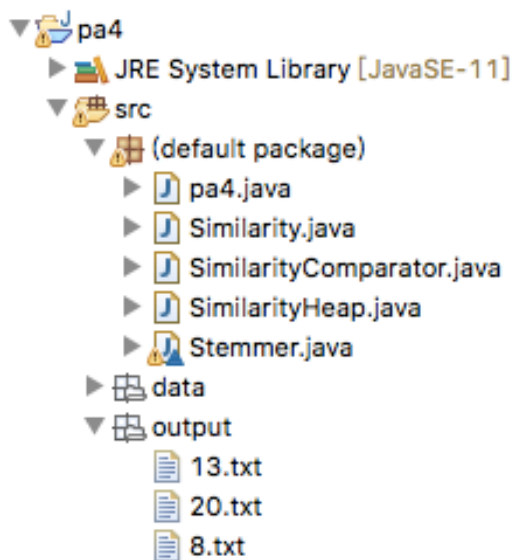 pa4
JRE System Library [JavaSE-11]
src
(default package)
pa4.java
Similarity.java
SimilarityComparator.java
SimilarityHeap.java
Stemmer.java
data
output
13.txt
20.txt
8.txt